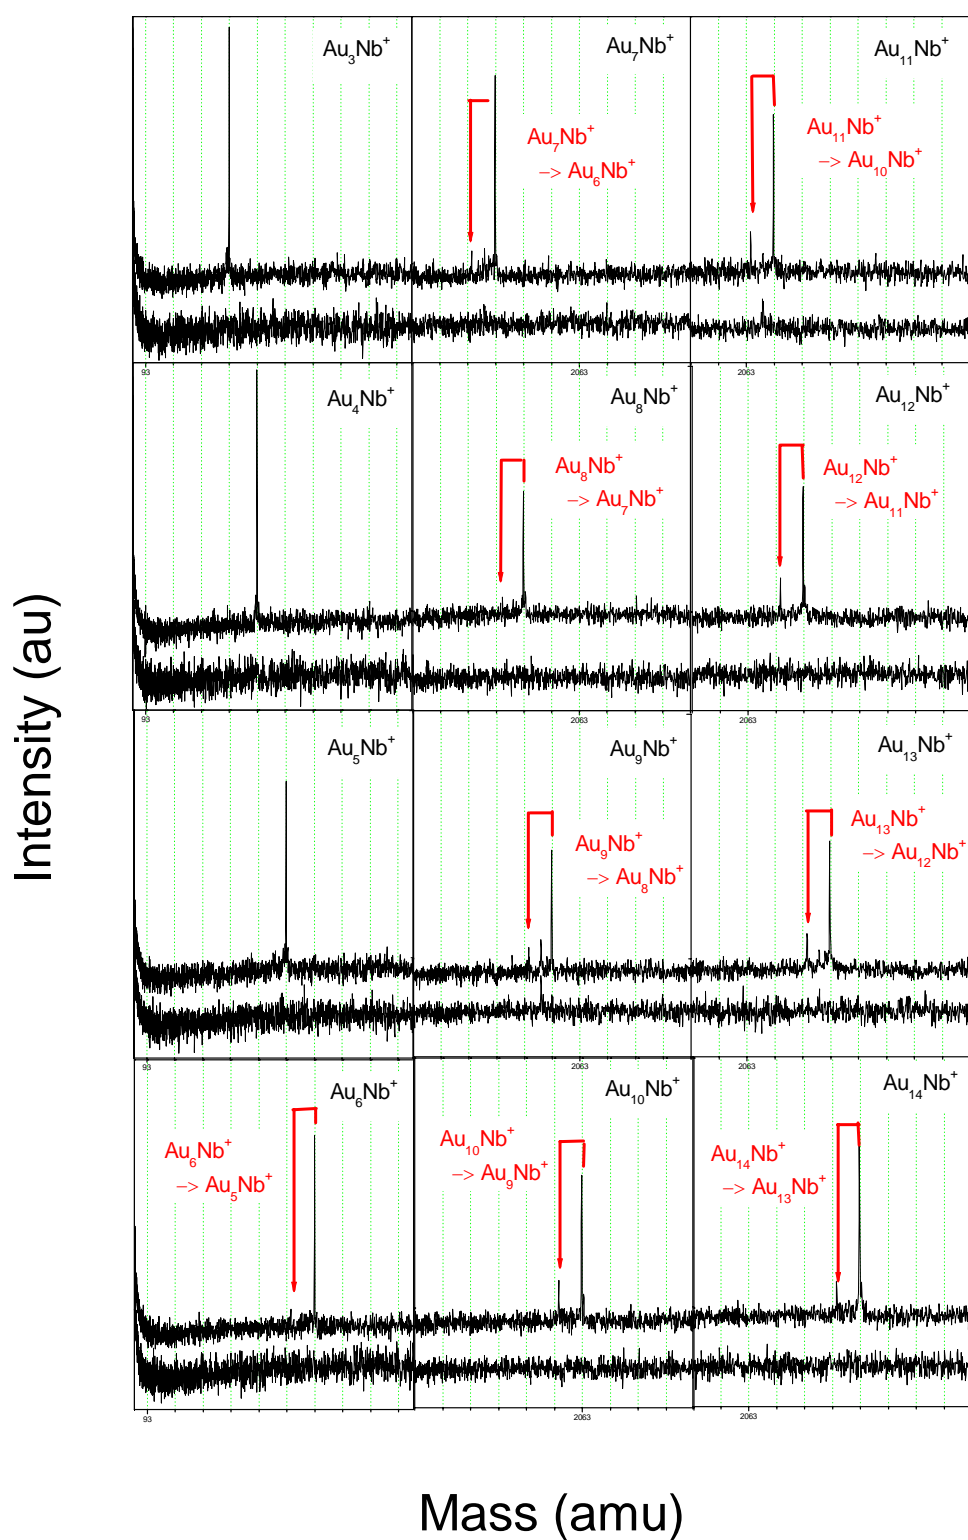 Au3Nb+
Au7Nb+
Au11Nb+
Au7Nb+
–> Au6Nb+
Au11Nb+
–> Au10Nb+
93
2063
2063
Au4Nb+
Au8Nb+
Au12Nb+
Au8Nb+
–> Au7Nb+
Au12Nb+
–> Au11Nb+
93
2063
2063
Au5Nb+
Au9Nb+
Au13Nb+
Au9Nb+
–> Au8Nb+
Au13Nb+
–> Au12Nb+
93
2063
2063
Au6Nb+
Au10Nb+
Au14Nb+
Au6Nb+
–> Au5Nb+
Au10Nb+
–> Au9Nb+
Au14Nb+
–> Au13Nb+
93
2063
2063
Intensity (au)
Mass (amu)